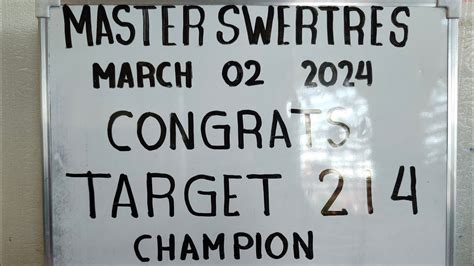 MASTER SWERTRES
MARCH 02 2024
CONGRATS
TARGET 214
CHAMPION